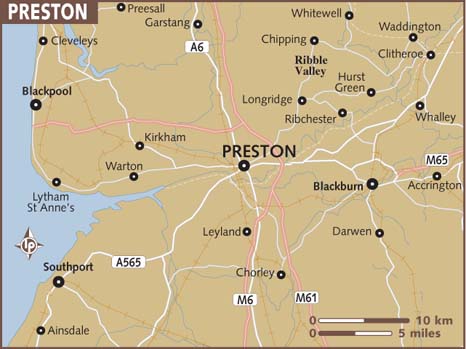 PRESTON
Preesall
Garstang
Whitewell
Cleveleys
A6
Chipping
Waddington
Clitheroe
Ribble
Valley
Blackpool
Hurst
Green
Longridge
Ribchester
Whalley
Kirkham
PRESTON
M65
Warton
Blackburn
Accrington
Lytham
St Anne's
Leyland
Darwen
lp
A565
Southport
Chorley
M6
M61
10 km
5 miles
Ainsdale